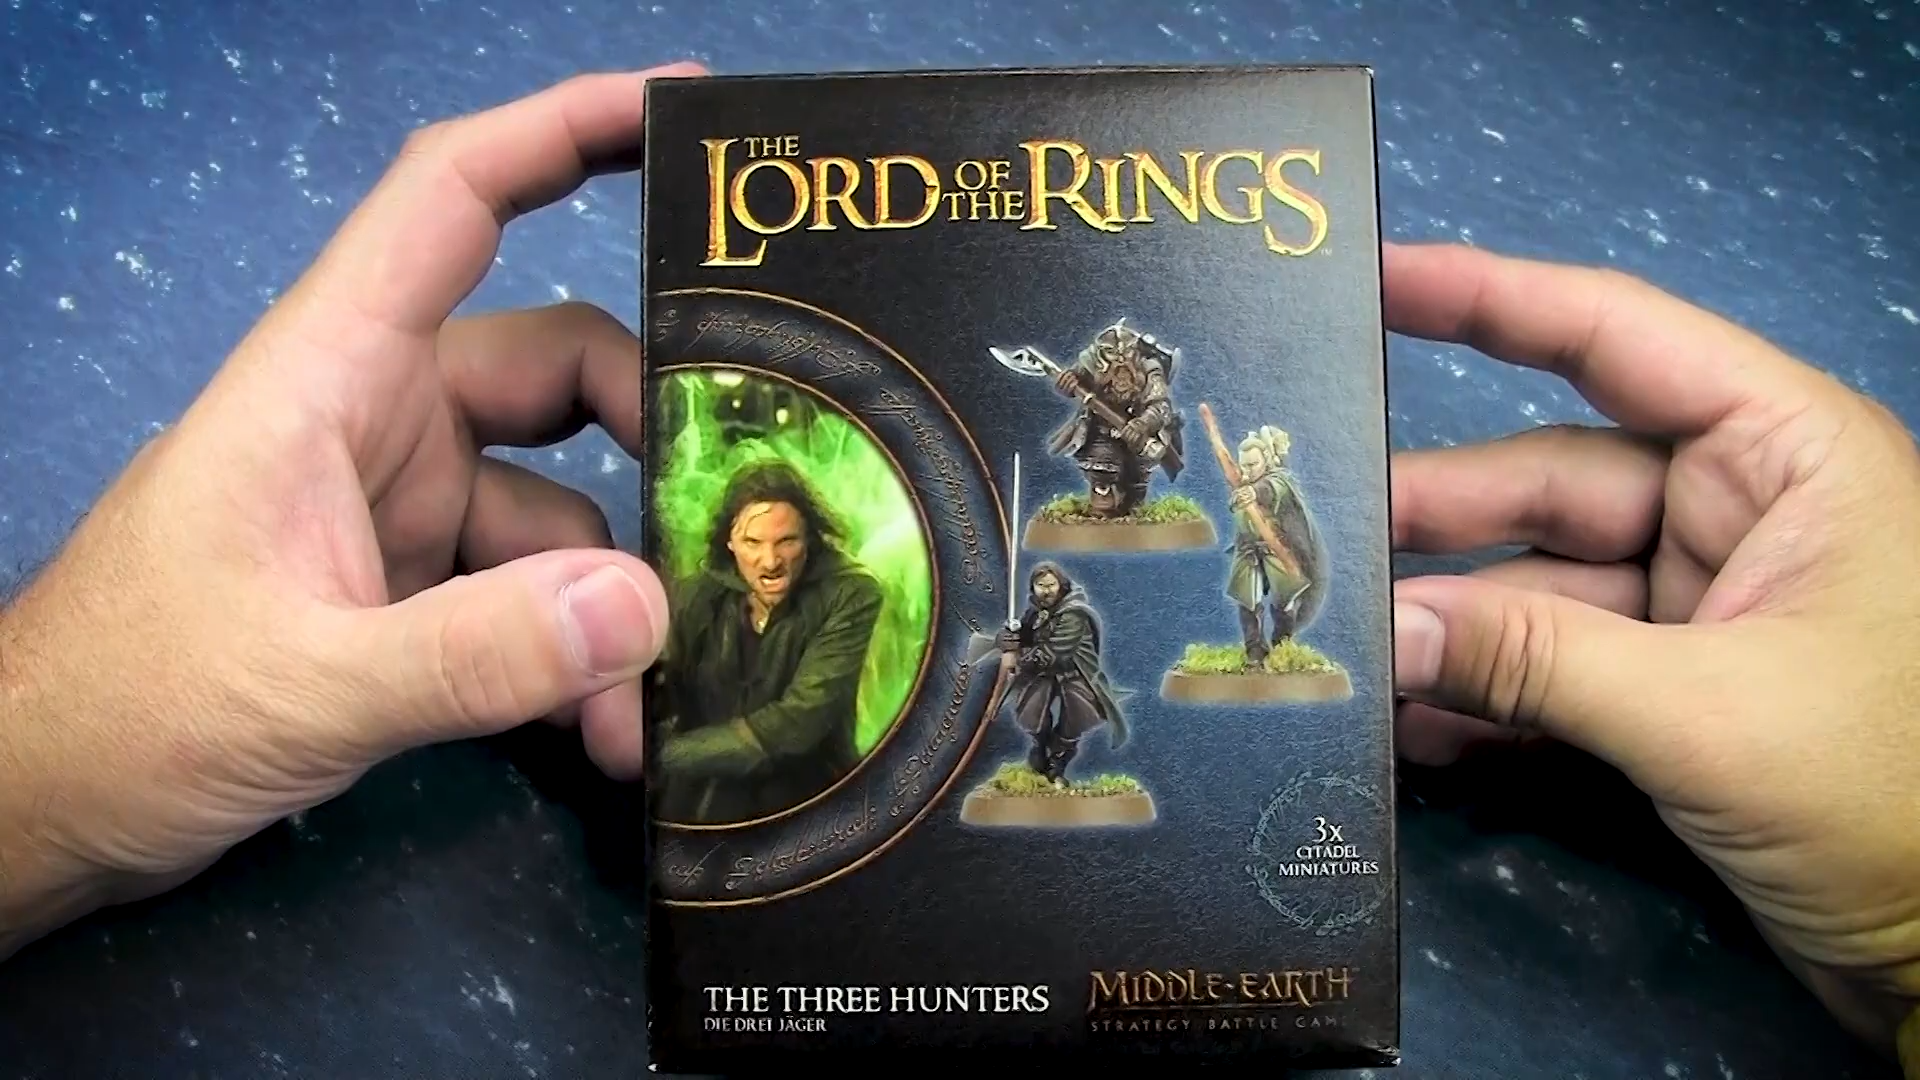 THE LORD OF THE RINGS
3x
CITADEL
MINIATURES
THE THREE HUNTERS
DIE DREI JÄGER
MIDDLE-EARTH
STRATEGY BATTLE GAME